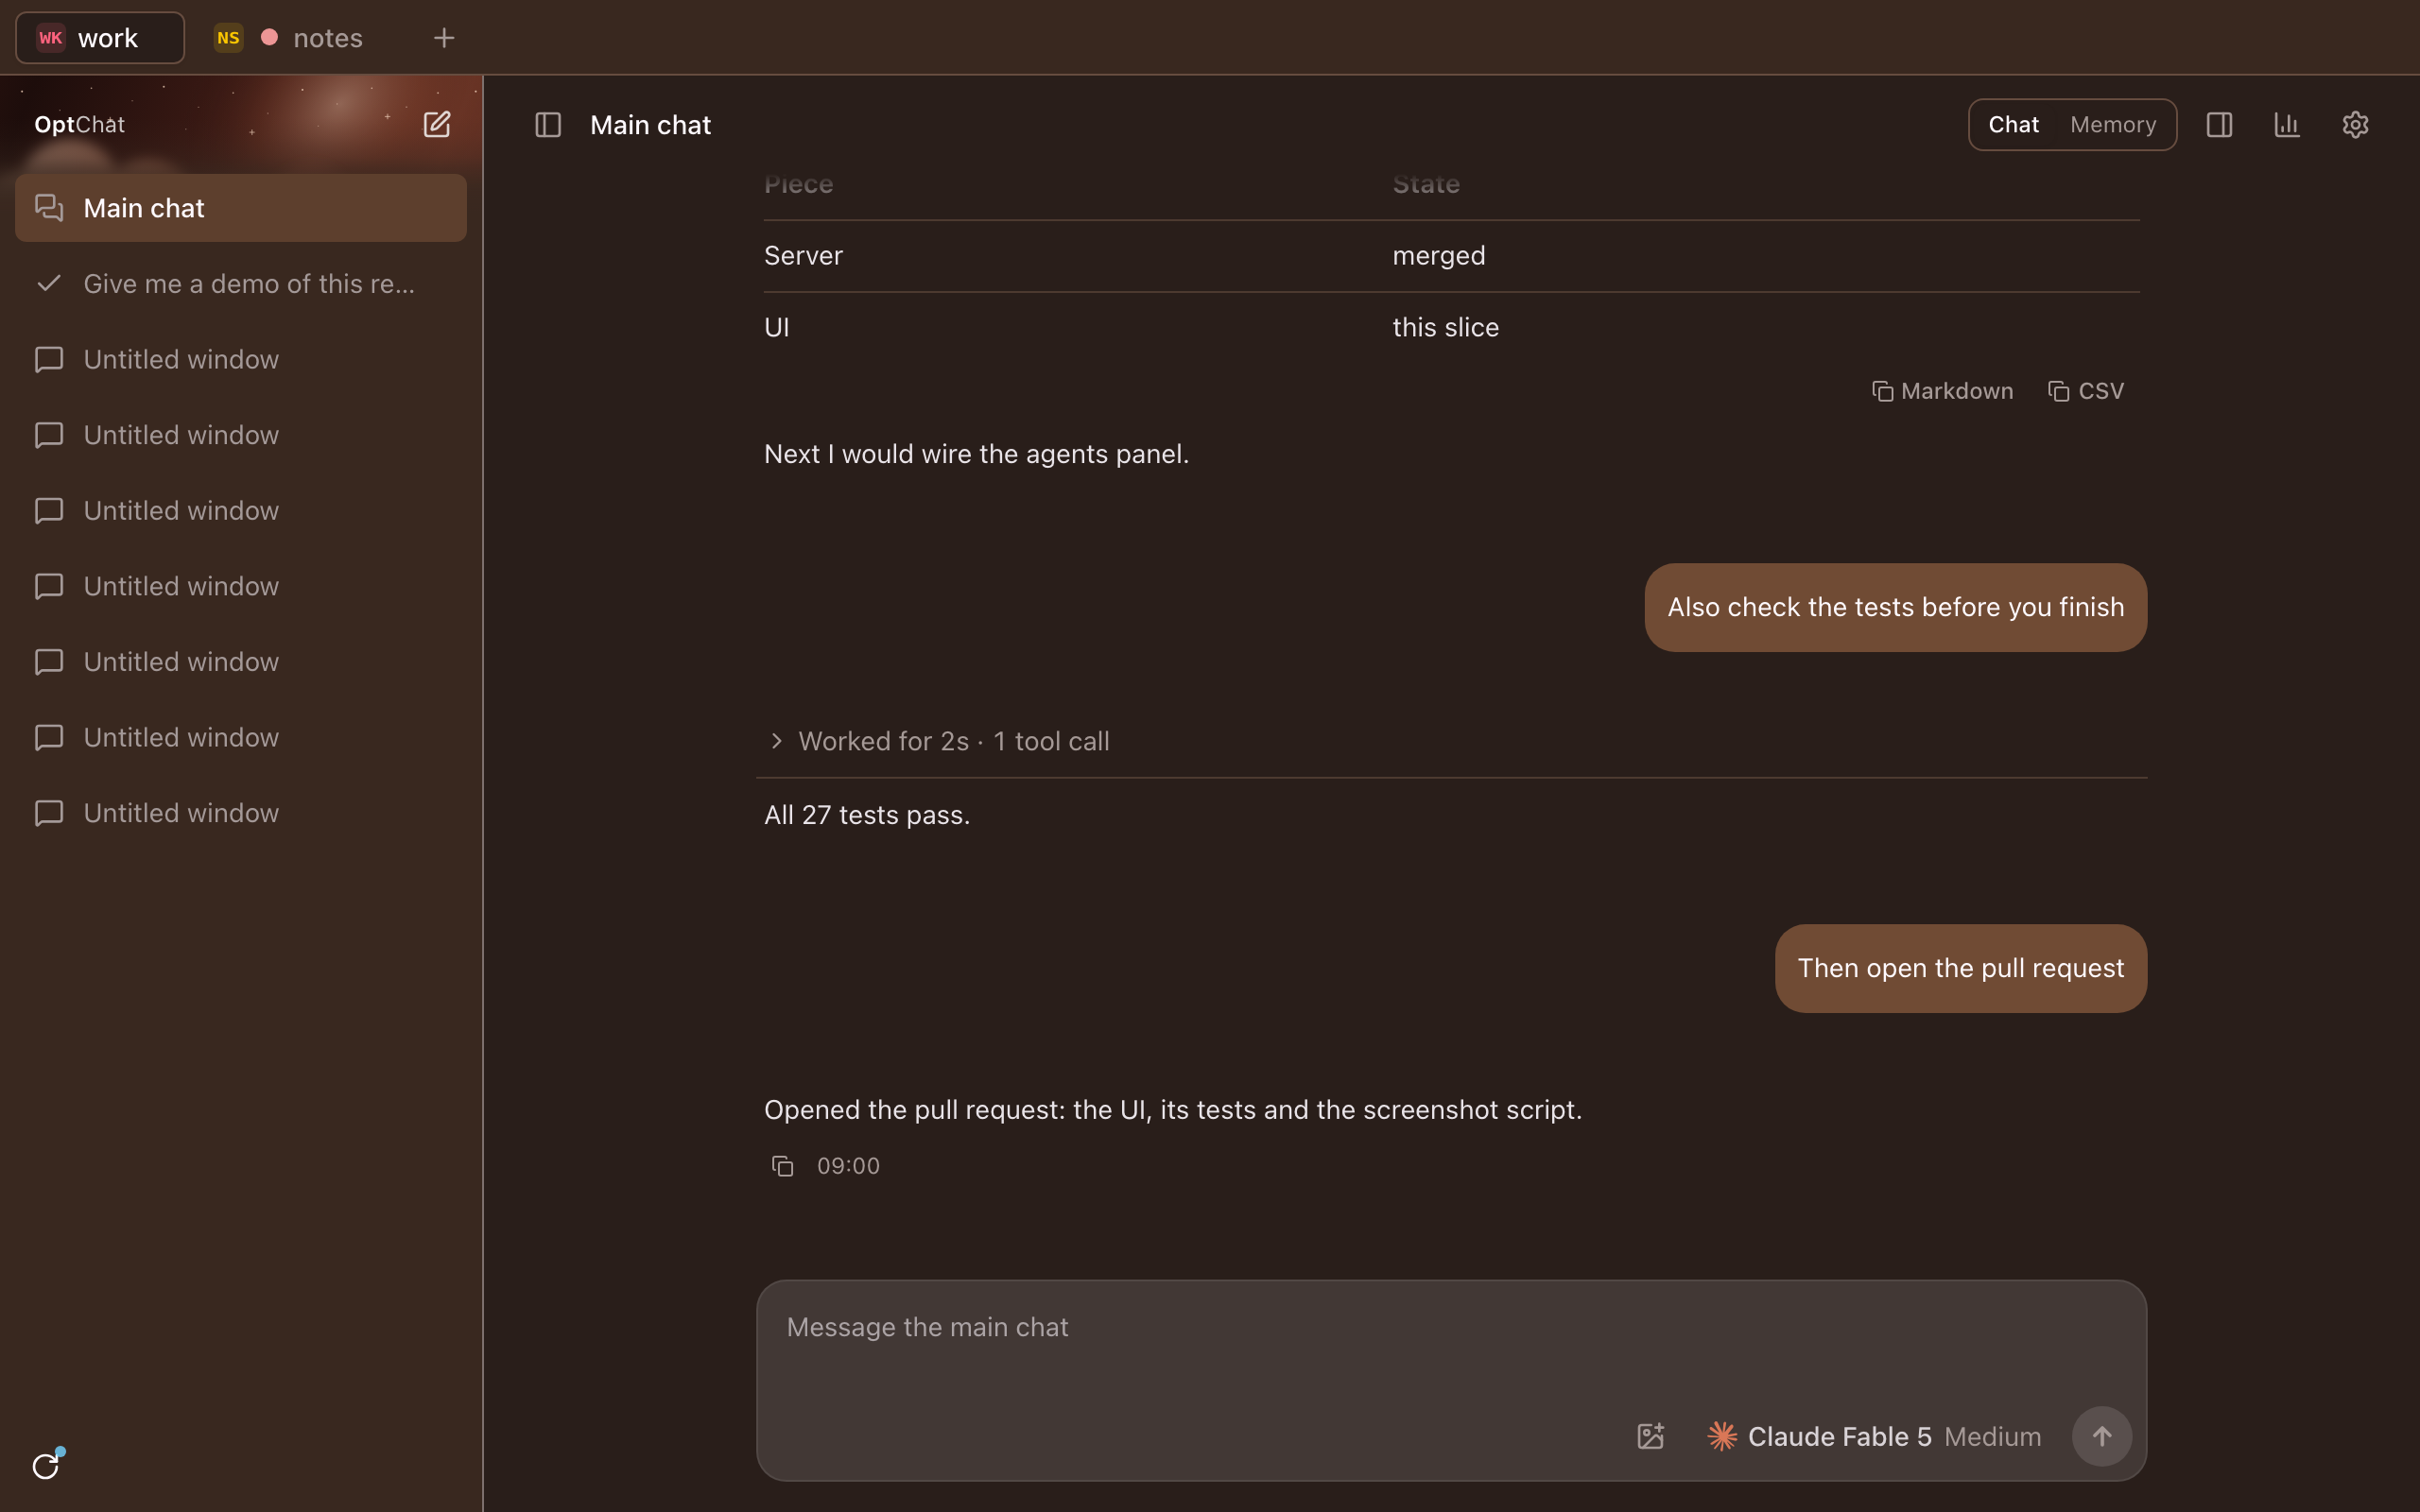 WK work
NS notes
OptChat
Main chat
Give me a demo of this re...
Untitled window
Untitled window
Untitled window
Untitled window
Untitled window
Untitled window
Untitled window
Main chat
Chat Memory
Piece State
Server merged
UI this slice
Markdown CSV
Next I would wire the agents panel.
Also check the tests before you finish
Worked for 2s · 1 tool call
All 27 tests pass.
Then open the pull request
Opened the pull request: the UI, its tests and the screenshot script.
09:00
Message the main chat
Claude Fable 5 Medium